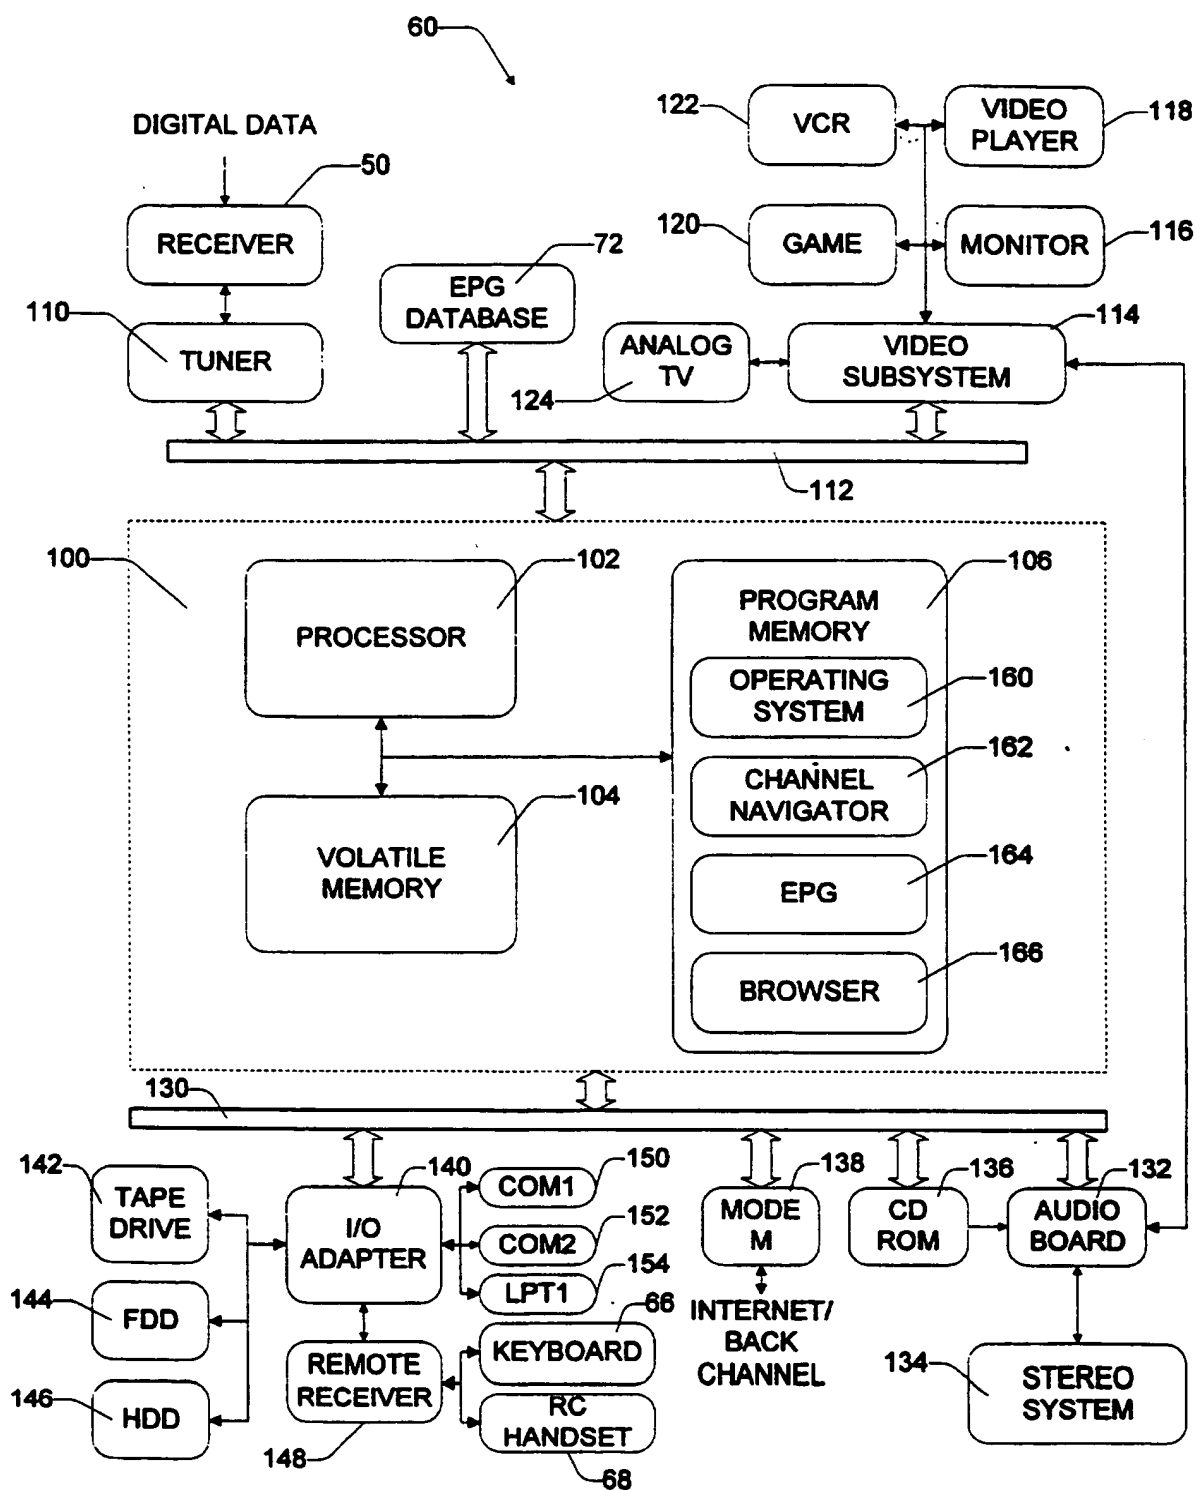 60
122
VCR
VIDEO
PLAYER
118
DIGITAL DATA
50
RECEIVER
120
GAME
MONITOR
116
72
EPG
DATABASE
110
TUNER
ANALOG
TV
124
VIDEO
SUBSYSTEM
114
112
100
102
PROCESSOR
106
PROGRAM
MEMORY
OPERATING
SYSTEM
160
162
CHANNEL
NAVIGATOR
104
VOLATILE
MEMORY
164
EPG
166
BROWSER
130
142
TAPE
DRIVE
140
I/O
ADAPTER
150
COM1
152
COM2
154
LPT1
138
MODE
M
136
CD
ROM
132
AUDIO
BOARD
144
FDD
66
KEYBOARD
INTERNET/
BACK
CHANNEL
REMOTE
RECEIVER
148
146
HDD
RC
HANDSET
68
134
STEREO
SYSTEM